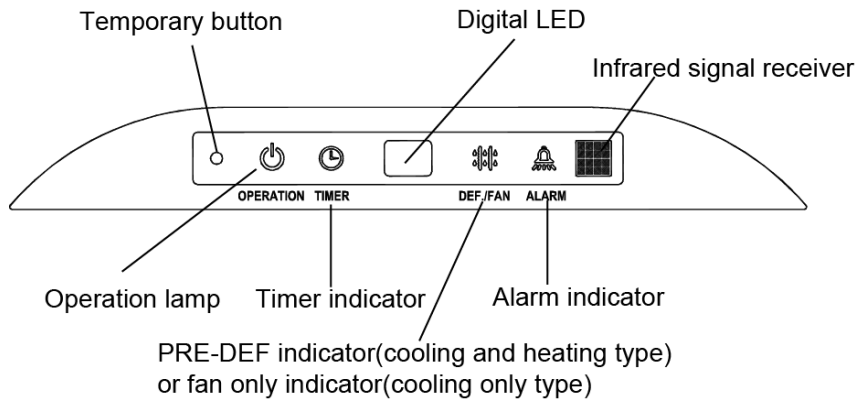 Temporary button
Digital LED
Infrared signal receiver
OPERATION TIMER DEF./FAN ALARM
Operation lamp
Timer indicator
Alarm indicator
PRE-DEF indicator(cooling and heating type)
or fan only indicator(cooling only type)